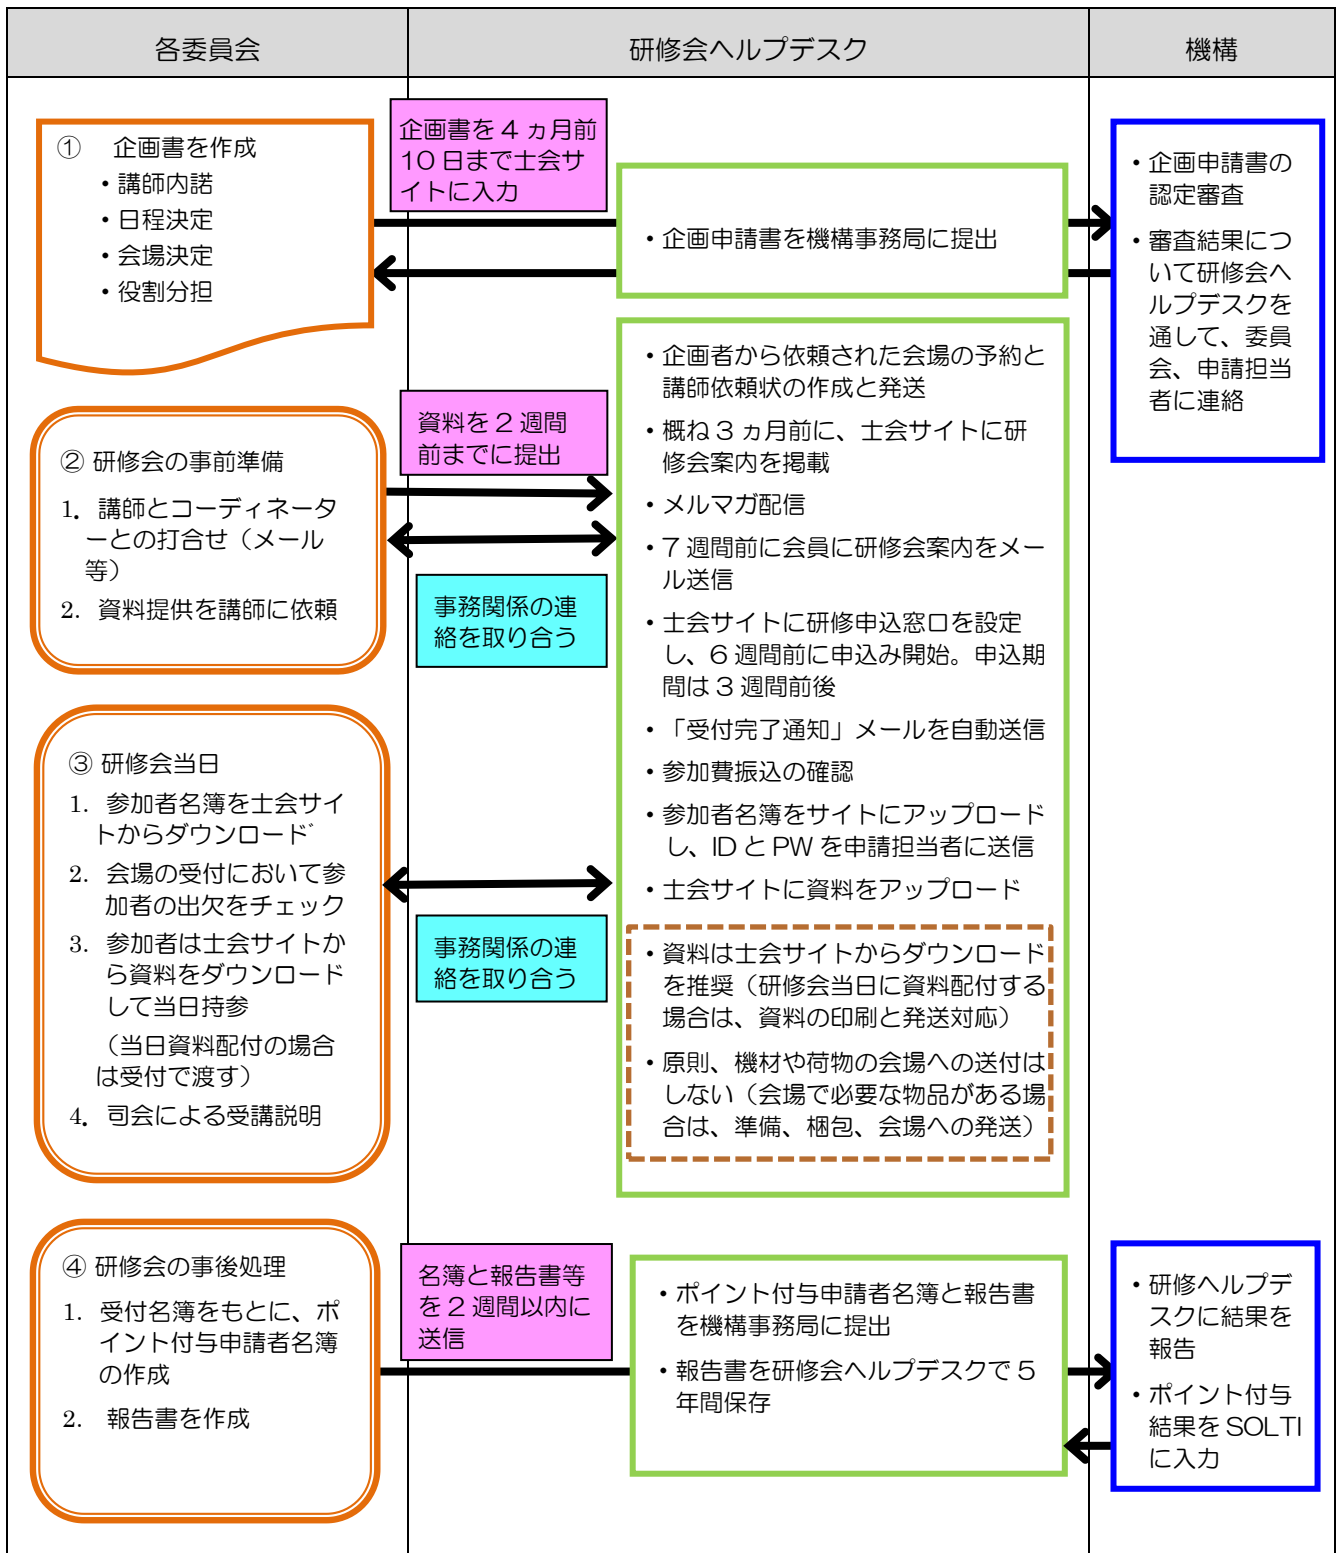 各委員会
研修会ヘルプデスク
機構
① 企画書を作成
・講師内諾
・日程決定
・会場決定
・役割分担
企画書を4ヵ月前
10日まで士会サ
イトに入力
・企画申請書を機構事務局に提出
・企画申請書の
認定審査
・審査結果につ
いて研修会へ
ルプデスクを
通して、委員
会、申請担当
者に連絡
② 研修会の事前準備
1. 講師とコーディネータ
ーとの打合せ（メール
等）
2. 資料提供を講師に依頼
資料を2週間
前までに提出
事務関係の連
絡を取り合う
・企画者から依頼された会場の予約と
講師依頼状の作成と発送
・概ね3ヵ月前に、士会サイトに研
修会案内を掲載
・メルマガ配信
・7週間前に会員に研修会案内をメー
ル送信
・士会サイトに研修申込窓口を設定
し、6週間前に申込み開始。申込期
間は3週間前後
・「受付完了通知」メールを自動送信
・参加費振込の確認
・参加者名簿をサイトにアップロード
し、IDとPWを申請担当者に送信
・士会サイトに資料をアップロード
・資料は士会サイトからダウンロード
を推奨（研修会当日に資料配付する
場合は、資料の印刷と発送対応）
・原則、機材や荷物の会場への送付は
しない（会場で必要な物品がある場
合は、準備、梱包、会場への発送）
③ 研修会当日
1. 参加者名簿を士会サイ
トからダウンロード゛
2. 会場の受付において参
加者の出欠をチェック
3. 参加者は士会サイトか
ら資料をダウンロード
して当日持参
（当日資料配付の場合
は受付で渡す）
4. 司会による受講説明
事務関係の連
絡を取り合う
④ 研修会の事後処理
1. 受付名簿をもとに、ポ
イント付与申請者名簿
の作成
2. 報告書を作成
名簿と報告書等
を2週間以内に
送信
・ポイント付与申請者名簿と報告書
を機構事務局に提出
・報告書を研修会ヘルプデスクで5
年間保存
・研修ヘルプデ
スクに結果を
報告
・ポイント付与
結果をSOLTI
に入力